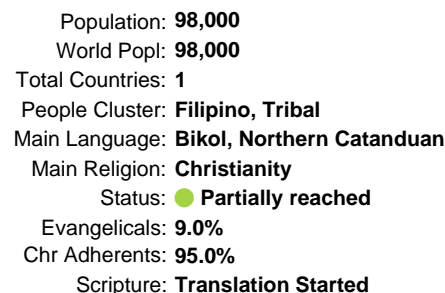 Population: 98,000
World Popl: 98,000
Total Countries: 1
People Cluster: Filipino, Tribal
Main Language: Bikol, Northern Catanduan
Main Religion: Christianity
Status: Partially reached
Evangelicals: 9.0%
Chr Adherents: 95.0%
Scripture: Translation Started